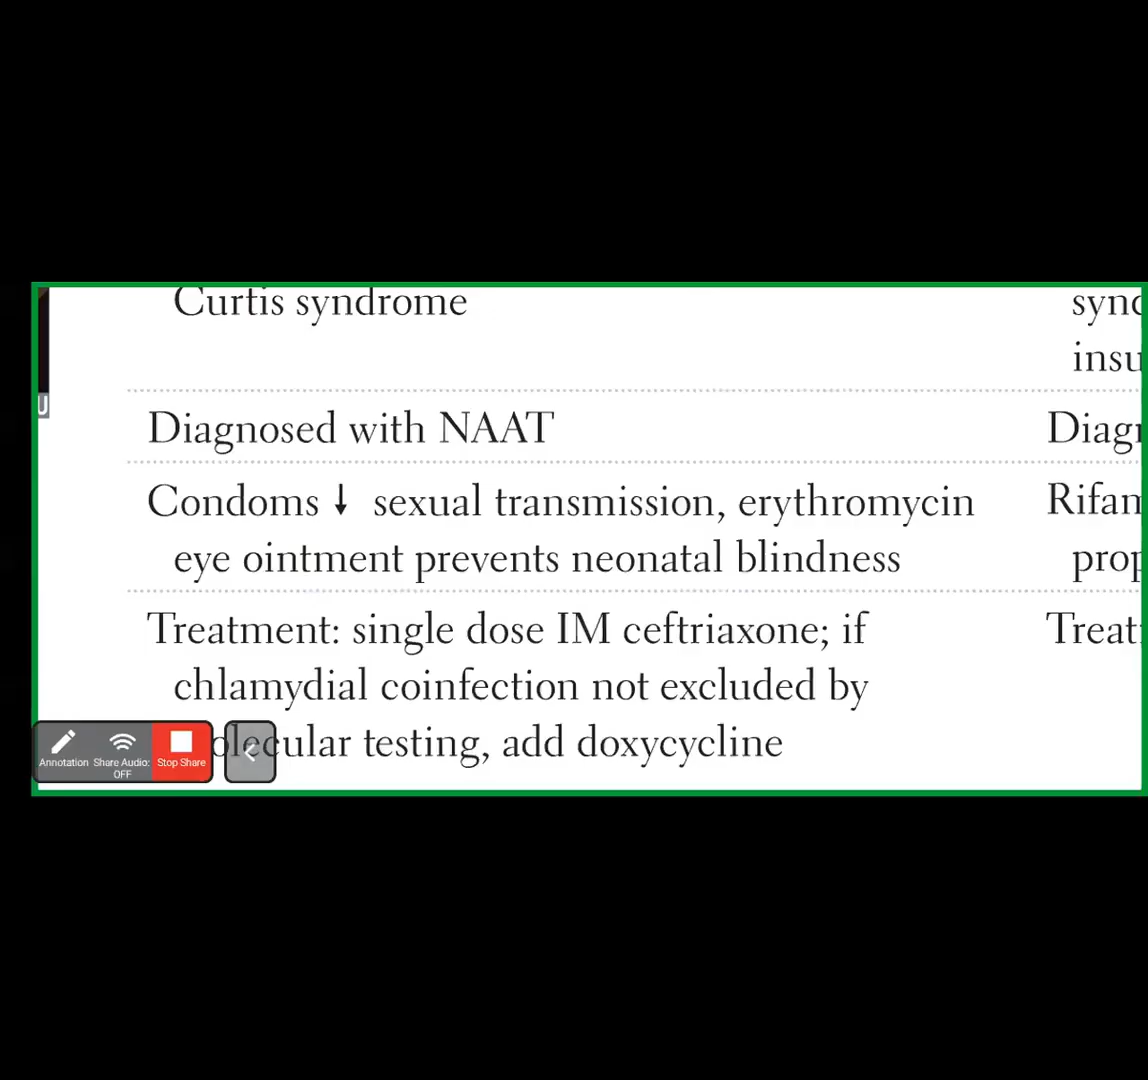 Curtis syndrome
Diagnosed with NAAT
Condoms ↓ sexual transmission, erythromycin
eye ointment prevents neonatal blindness
Treatment: single dose IM ceftriaxone; if
chlamydial coinfection not excluded by
testing, add doxycycline
Annotation
Share Audio:
OFF
Stop Share
U